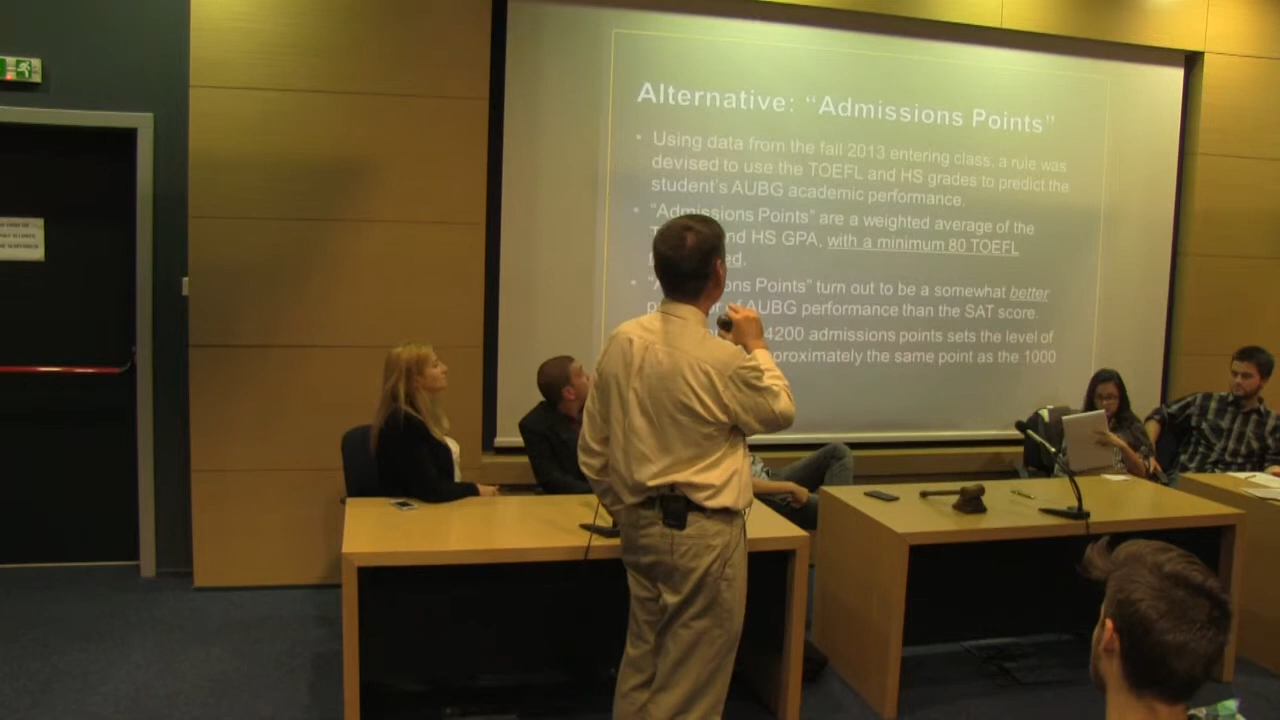 Alternative: "Admissions Points"
• Using data from the fall 2013 entering class, a rule was
devised to use the TOEFL and HS grades to predict the
student's AUBG academic performance.
• "Admissions Points" are a weighted average of the
and HS GPA, with a minimum 80 TOEFL
• Points" turn out to be a somewhat better
of AUBG performance than the SAT score.
4200 admissions points sets the level of
approximately the same point as the 1000